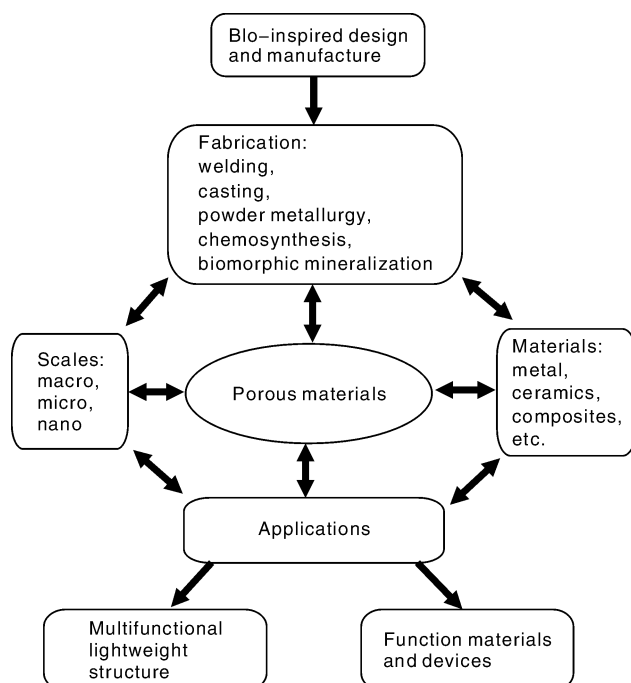 Blo-inspired design
and manufacture
Fabrication:
welding,
casting,
powder metallurgy,
chemosynthesis,
biomorphic mineralization
Scales:
macro,
micro,
nano
Porous materials
Materials:
metal,
ceramics,
composites,
etc.
Applications
Multifunctional
lightweight
structure
Function materials
and devices